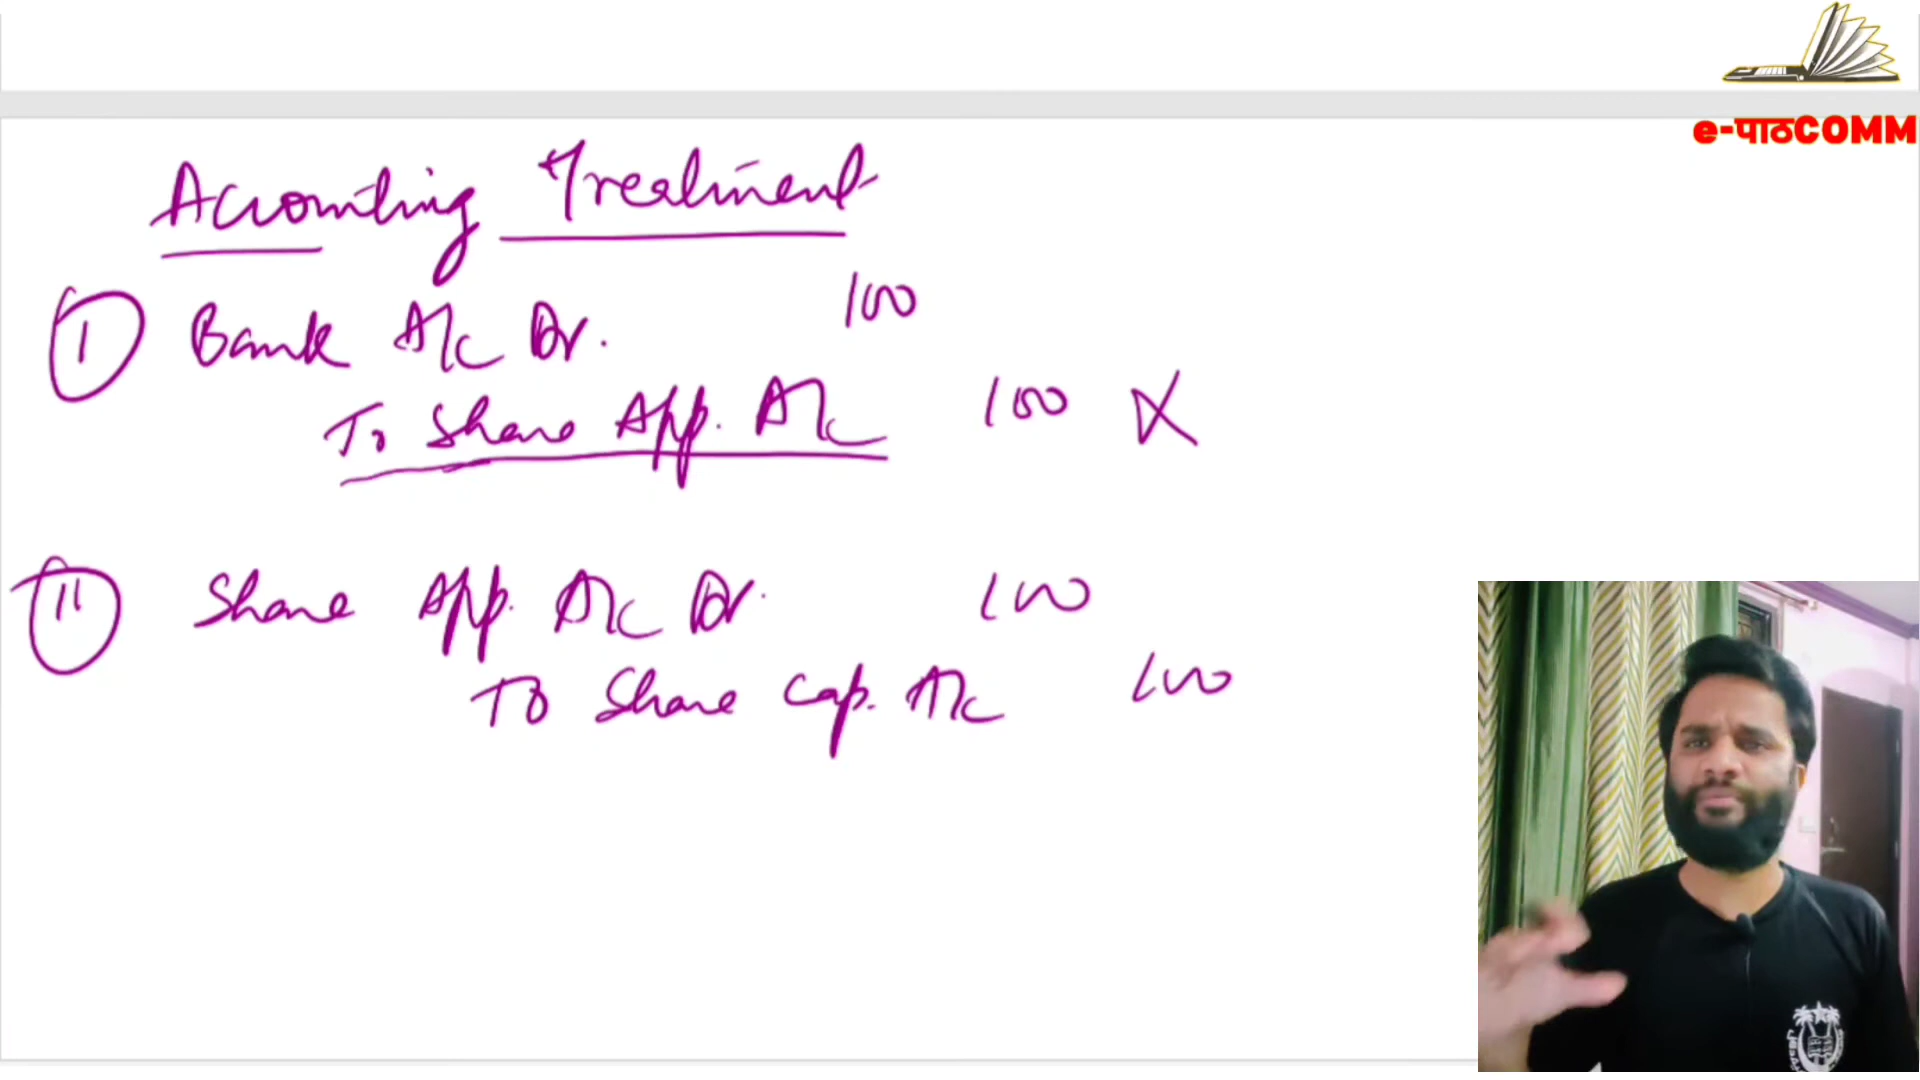 e-पाठCOMM
Accounting Treatment
I Bank A/c Dr. 100
To Share App. A/c 100 X
II Share App. A/c Dr. 100
To Share Cap. A/c 100